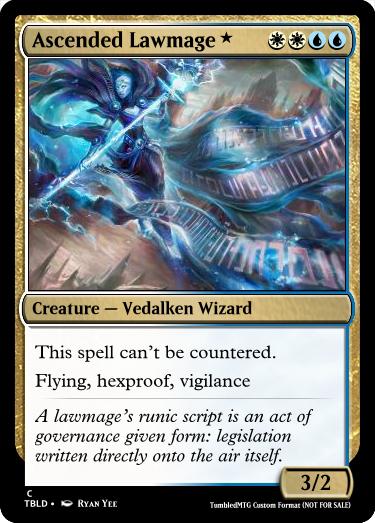 Ascended Lawmage ★
Creature — Vedalken Wizard
This spell can't be countered.
Flying, hexproof, vigilance
A lawmage's runic script is an act of
governance given form: legislation
written directly onto the air itself.
3/2
C
TBLD • Ryan Yee
TumbledMTG Custom Format (NOT FOR SALE)